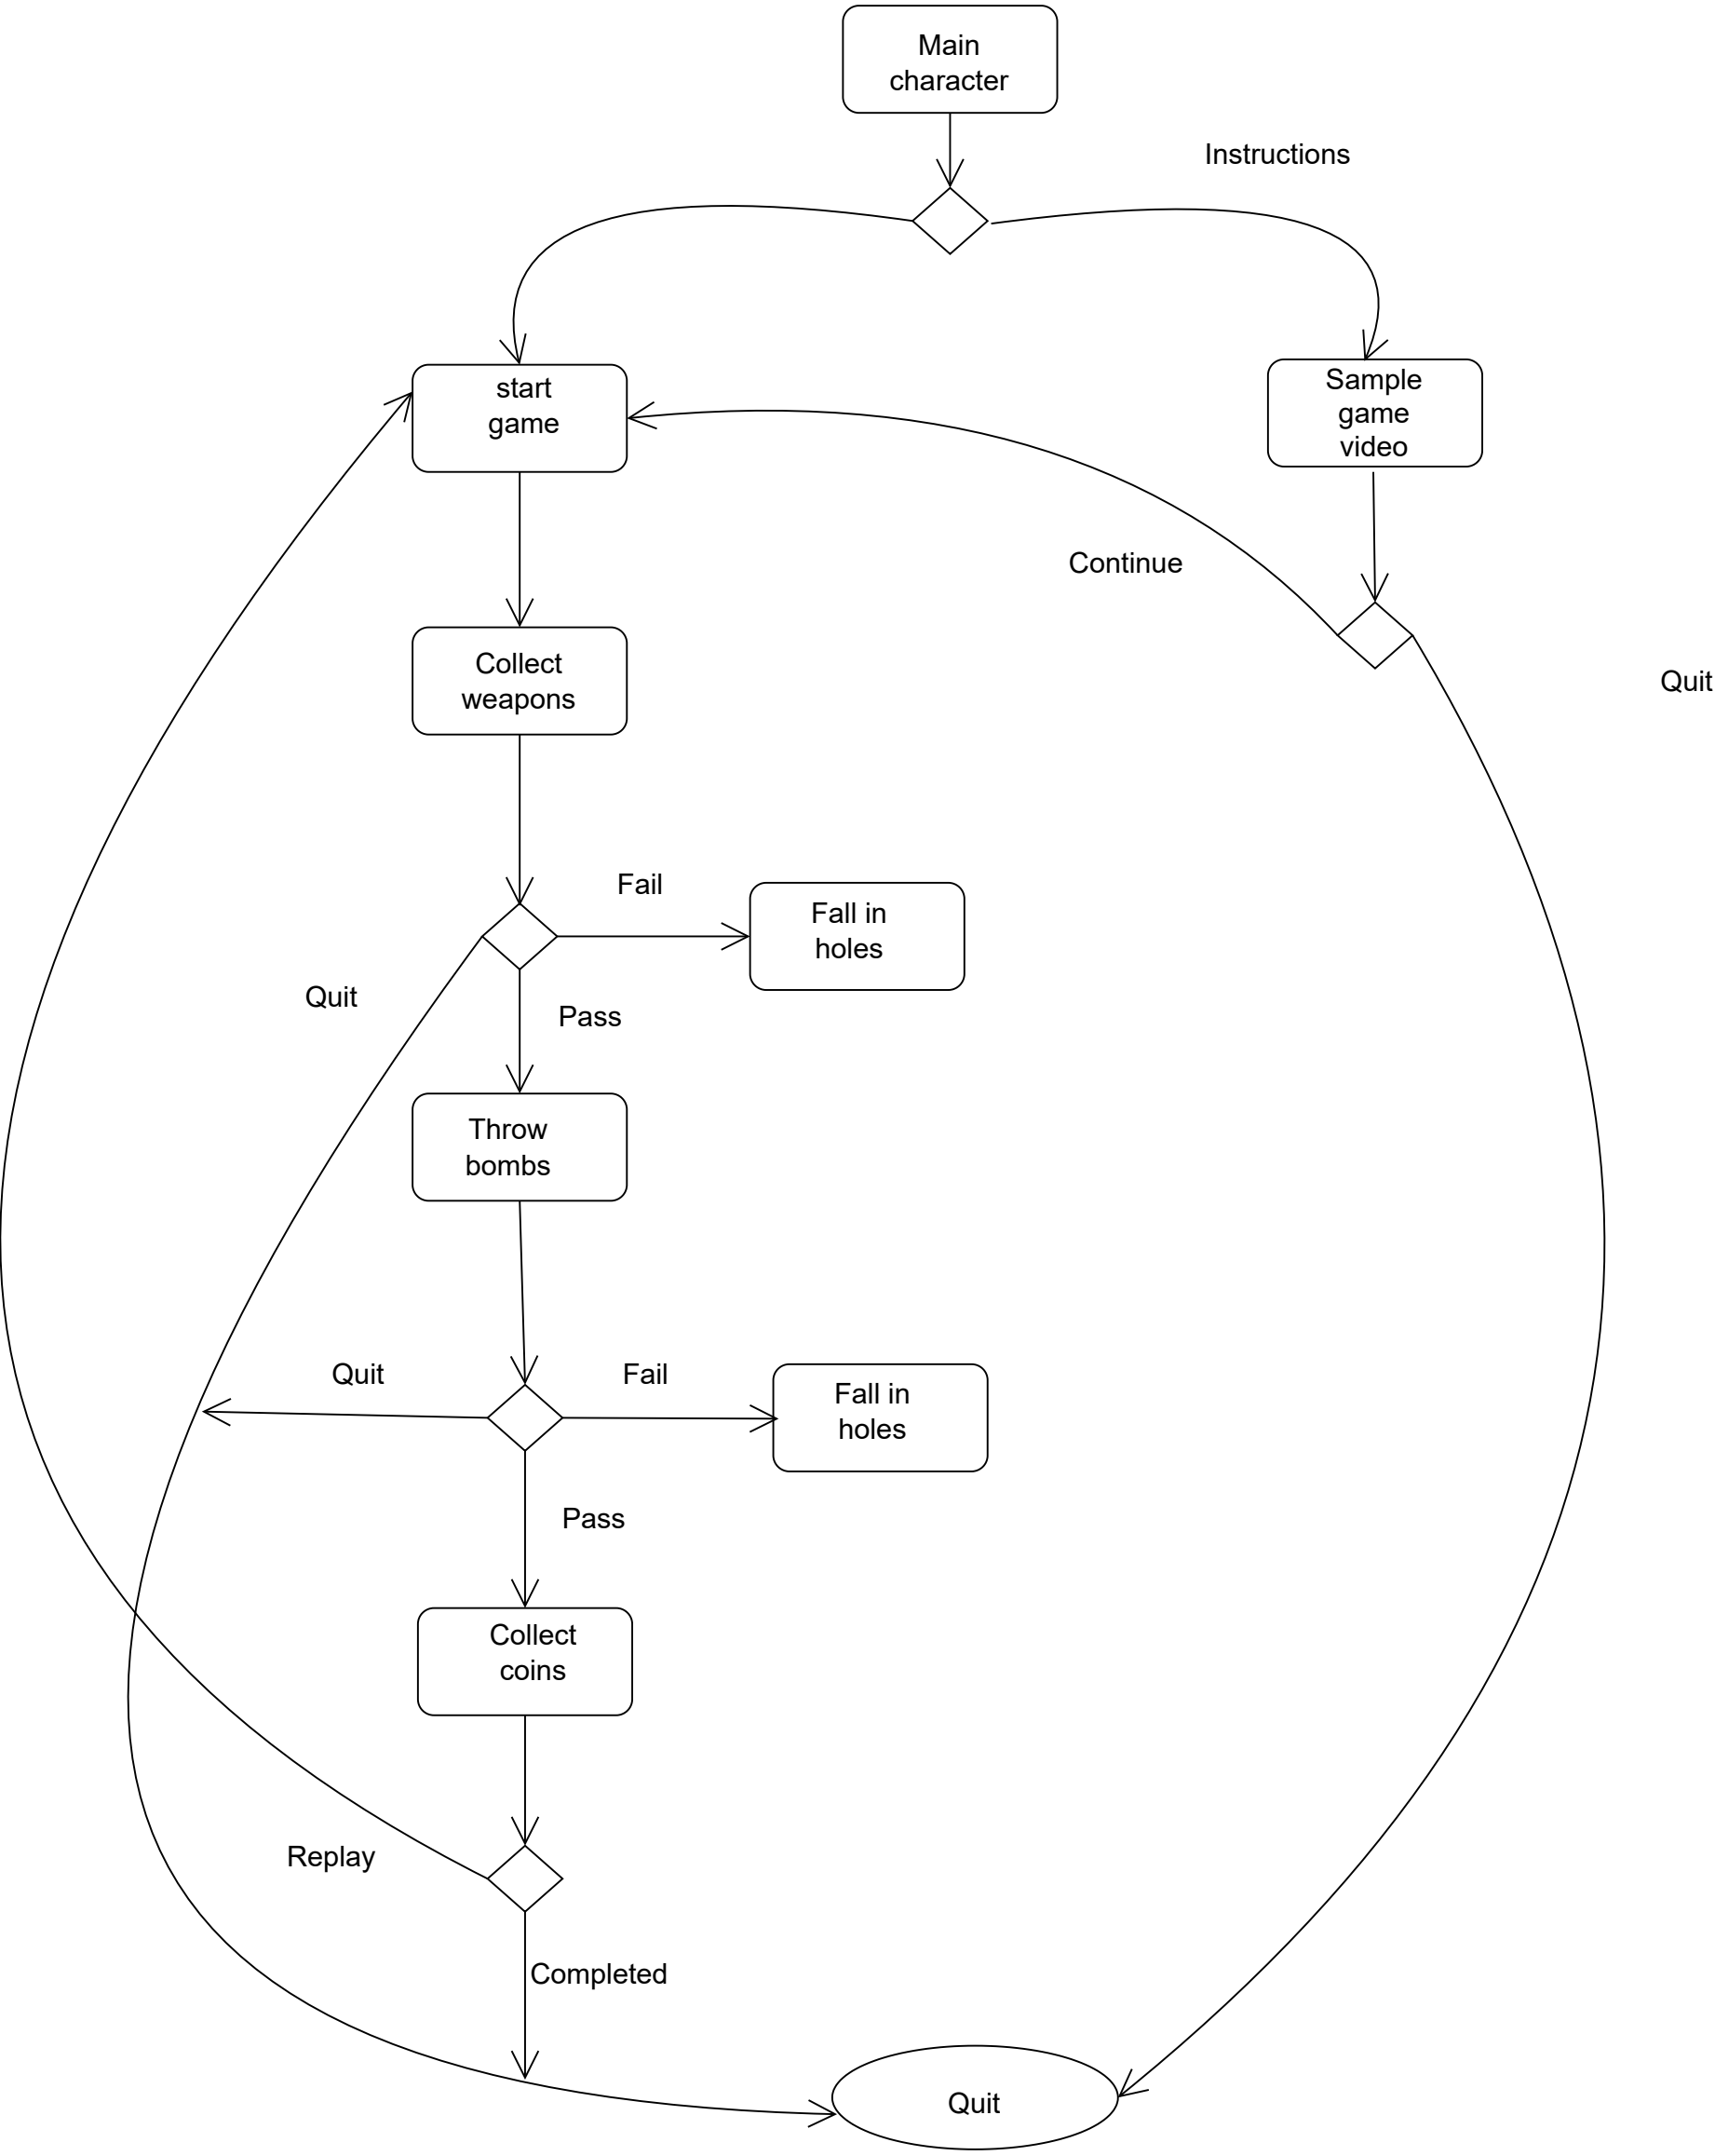 Main
character
Instructions
start
game
Sample
game
video
Continue
Quit
Collect
weapons
Fail
Fall in
holes
Quit
Pass
Throw
bombs
Quit
Fail
Fall in
holes
Pass
Collect
coins
Replay
Completed
Quit